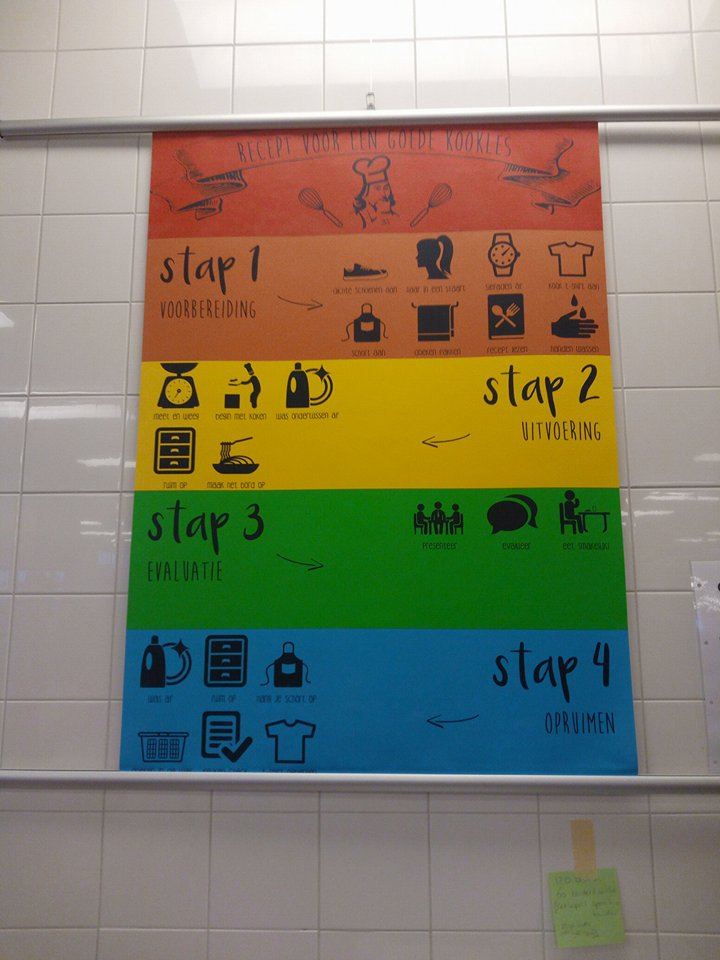 RECEPT VOOR EEN GOEDE KOOKLES
stap 1
VOORBEREIDING
dichte schoenen aan
haar in een staart
sieraden af
kook t-shirt aan
schort aan
doeken pakken
recept lezen
handen wassen
stap 2
UITVOERING
meet en weeg
begin met koken
was ondertussen af
ruim op
maak het bord op
stap 3
EVALUATIE
presenteer
evalueer
eet smakelijk!
stap 4
OPRUIMEN
was af
ruim op
hang je schort op